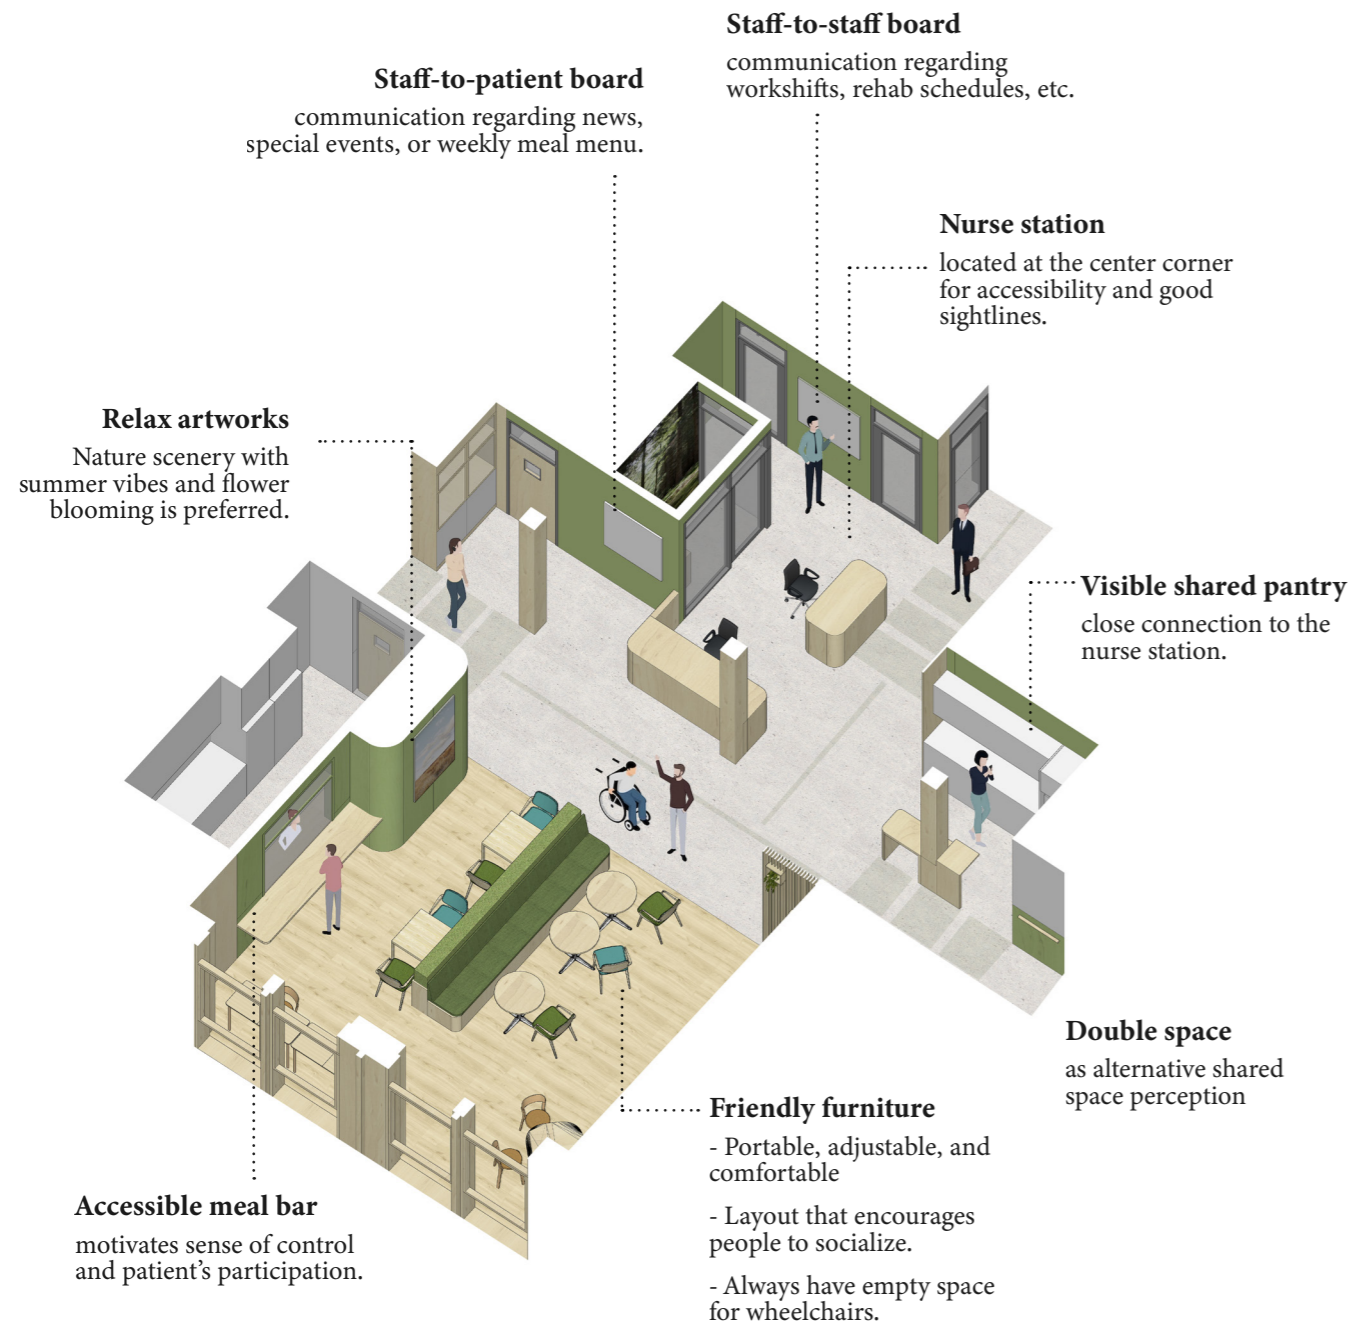 Staff-to-staff board
communication regarding
workshifts, rehab schedules, etc.
Staff-to-patient board
communication regarding news,
special events, or weekly meal menu.
Nurse station
located at the center corner
for accessibility and good
sightlines.
Relax artworks
Nature scenery with
summer vibes and flower
blooming is preferred.
Visible shared pantry
close connection to the
nurse station.
Double space
as alternative shared
space perception
Friendly furniture
- Portable, adjustable, and
comfortable
- Layout that encourages
people to socialize.
- Always have empty space
for wheelchairs.
Accessible meal bar
motivates sense of control
and patient’s participation.